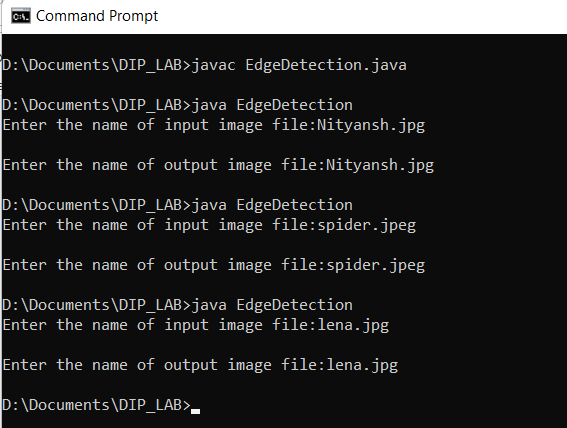 Command Prompt
D:\Documents\DIP_LAB>javac EdgeDetection.java
D:\Documents\DIP_LAB>java EdgeDetection
Enter the name of input image file:Nityansh.jpg
Enter the name of output image file:Nityansh.jpg
D:\Documents\DIP_LAB>java EdgeDetection
Enter the name of input image file:spider.jpeg
Enter the name of output image file:spider.jpeg
D:\Documents\DIP_LAB>java EdgeDetection
Enter the name of input image file:lena.jpg
Enter the name of output image file:lena.jpg
D:\Documents\DIP_LAB>